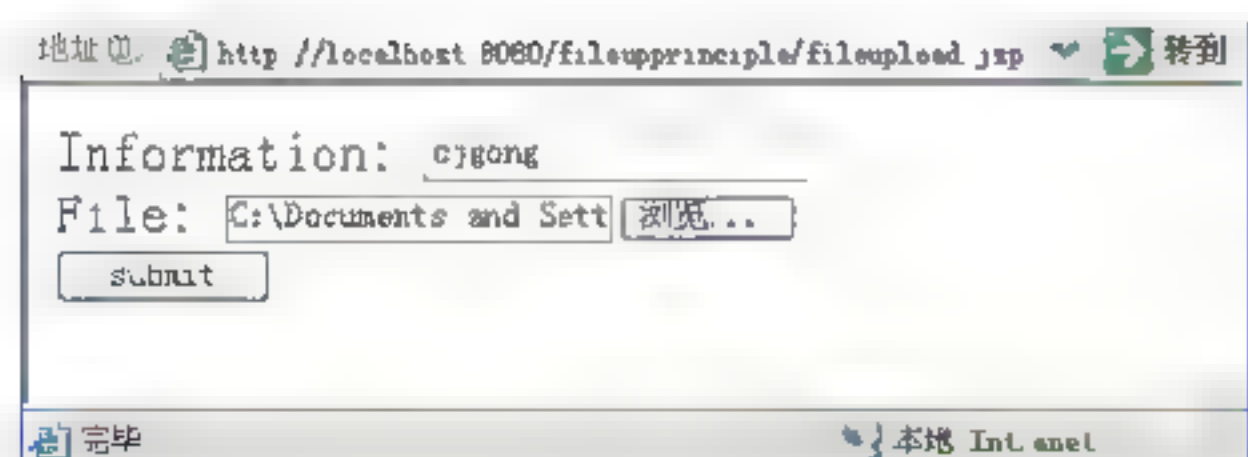 地址(D) http://localhost:8080/fileupprinciple/fileupload.jsp 转到
Information: cjgong
File: C:\Documents and Sett 浏览...
submit
完毕 本地 Intranet